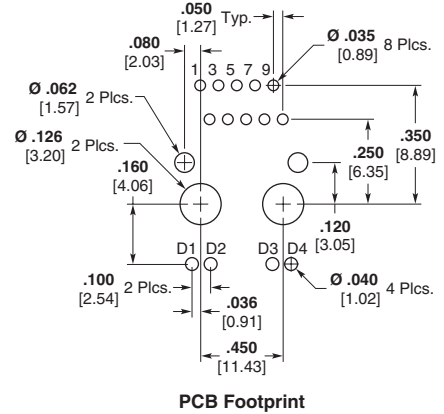 .050
[1.27] Typ.
.080
[2.03]
Ø .035
[0.89] 8 Plcs.
1 3 5 7 9
Ø .062
[1.57] 2 Plcs.
Ø .126
[3.20] 2 Plcs.
.160
[4.06]
.350
[8.89]
.250
[6.35]
.120
[3.05]
D1 D2 D3 D4
.100
[2.54] 2 Plcs.
Ø .040
[1.02] 4 Plcs.
.036
[0.91]
.450
[11.43]
PCB Footprint